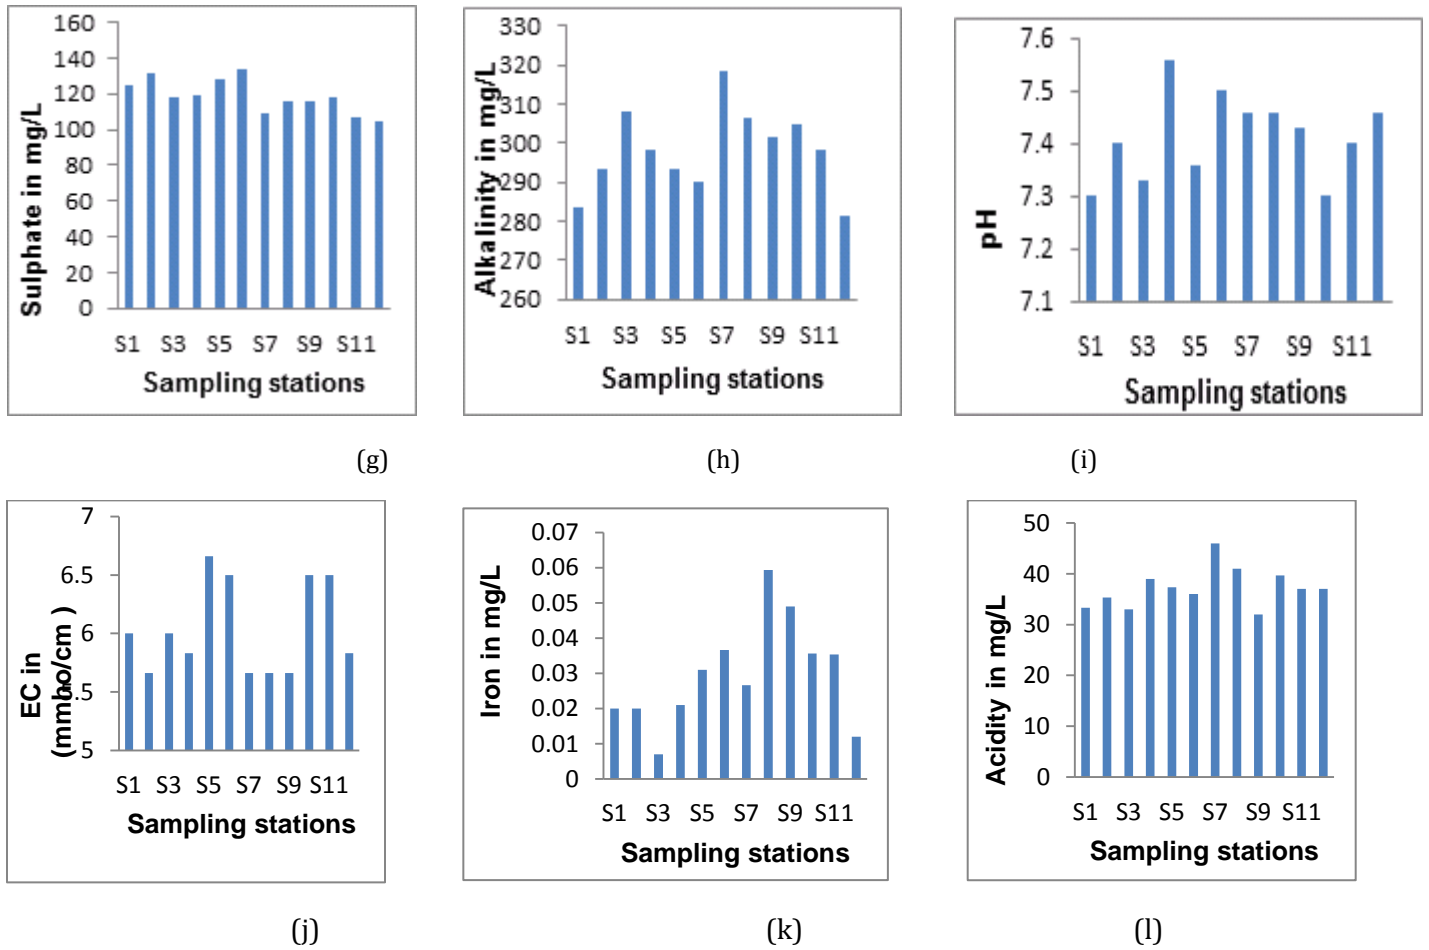 Sulphate in mg/L
160
140
120
100
80
60
40
20
0
S1 S3 S5 S7 S9 S11
Sampling stations
(g)
Alkalinity in mg/L
330
320
310
300
290
280
270
260
S1 S3 S5 S7 S9 S11
Sampling stations
(h)
pH
7.6
7.5
7.4
7.3
7.2
7.1
S1 S3 S5 S7 S9 S11
Sampling stations
(i)
EC in
(mmho/cm )
7
6.5
6
5.5
5
S1 S3 S5 S7 S9 S11
Sampling stations
(j)
Iron in mg/L
0.07
0.06
0.05
0.04
0.03
0.02
0.01
0
S1 S3 S5 S7 S9 S11
Sampling stations
(k)
Acidity in mg/L
50
40
30
20
10
0
S1 S3 S5 S7 S9 S11
Sampling stations
(l)